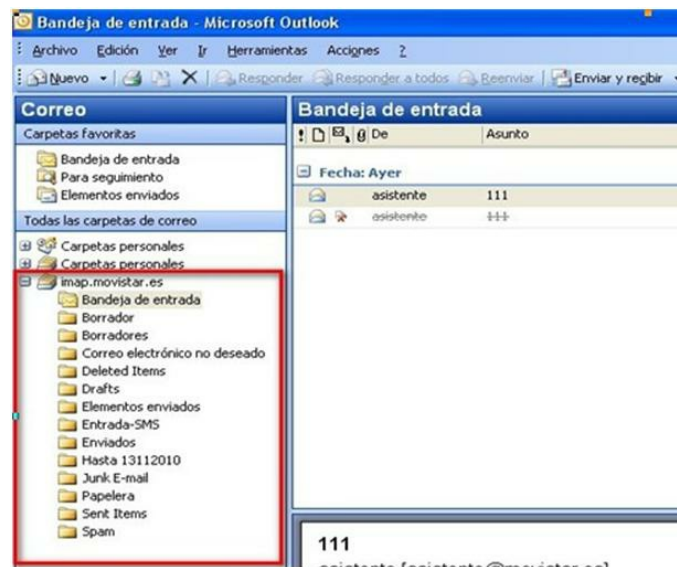 Bandeja de entrada - Microsoft Outlook
Archivo Edición Ver Ir Herramientas Acciones ?
Nuevo Responder Responder a todos Reenviar Enviar y recibir
Correo
Carpetas favoritas
Bandeja de entrada
Para seguimiento
Elementos enviados
Todas las carpetas de correo
Carpetas personales
Carpetas personales
imap.movistar.es
Bandeja de entrada
Borrador
Borradores
Correo electrónico no deseado
Deleted Items
Drafts
Elementos enviados
Entrada-SMS
Enviados
Hasta 13112010
Junk E-mail
Papelera
Sent Items
Spam
Bandeja de entrada
De Asunto
Fecha: Ayer
asistente 111
asistente 111
111
asistente [asistente@movistar.es]